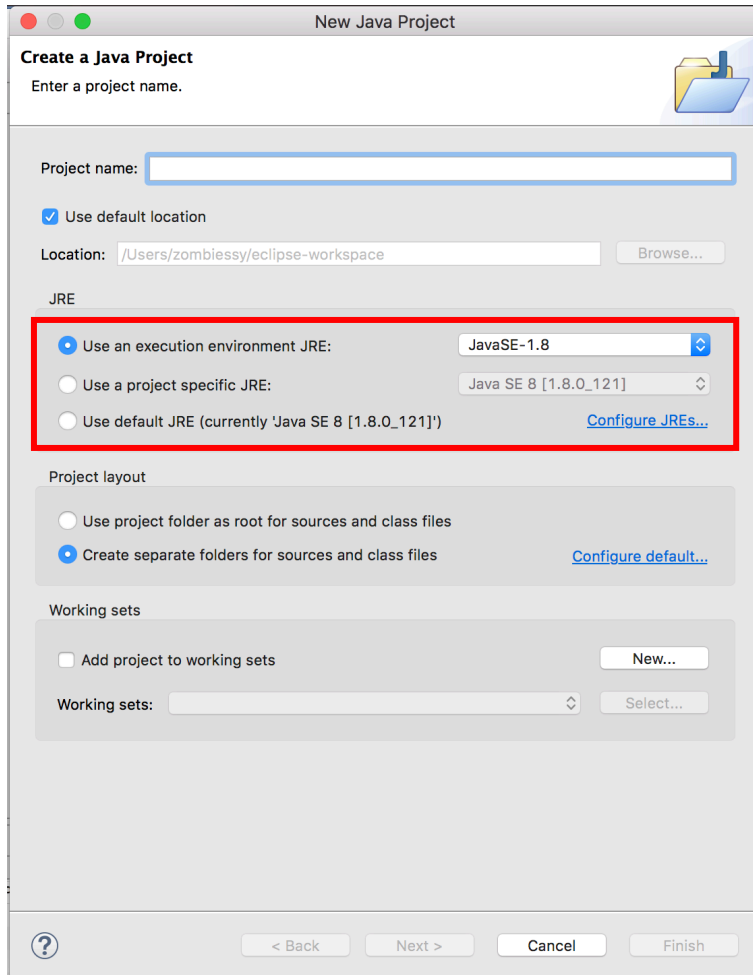 New Java Project
Create a Java Project
Enter a project name.
Project name:
Use default location
Location: /Users/zombiessy/eclipse-workspace Browse...
JRE
Use an execution environment JRE: JavaSE-1.8
Use a project specific JRE: Java SE 8 [1.8.0_121]
Use default JRE (currently 'Java SE 8 [1.8.0_121]') Configure JREs...
Project layout
Use project folder as root for sources and class files
Create separate folders for sources and class files Configure default...
Working sets
Add project to working sets New...
Working sets: Select...
? < Back Next > Cancel Finish